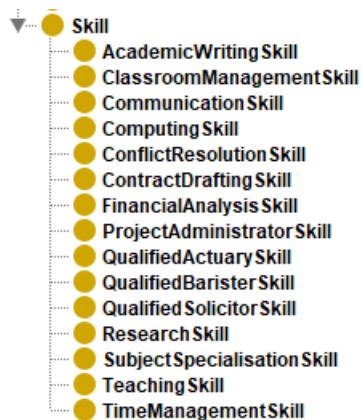 Skill
AcademicWritingSkill
ClassroomManagementSkill
CommunicationSkill
ComputingSkill
ConflictResolutionSkill
ContractDraftingSkill
FinancialAnalysisSkill
ProjectAdministratorSkill
QualifiedActuarySkill
QualifiedBaristerSkill
QualifiedSolicitorSkill
ResearchSkill
SubjectSpecialisationSkill
TeachingSkill
TimeManagementSkill